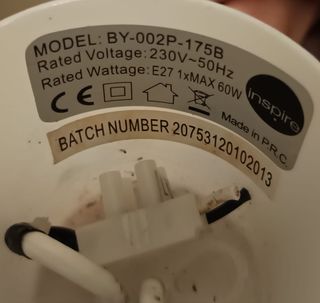 MODEL: BY-002P-175B
Rated Voltage: 230V~50Hz
Rated Wattage: E27 1xMAX 60W
CE
inspire
Made in P.R.C.
BATCH NUMBER 20753120102013